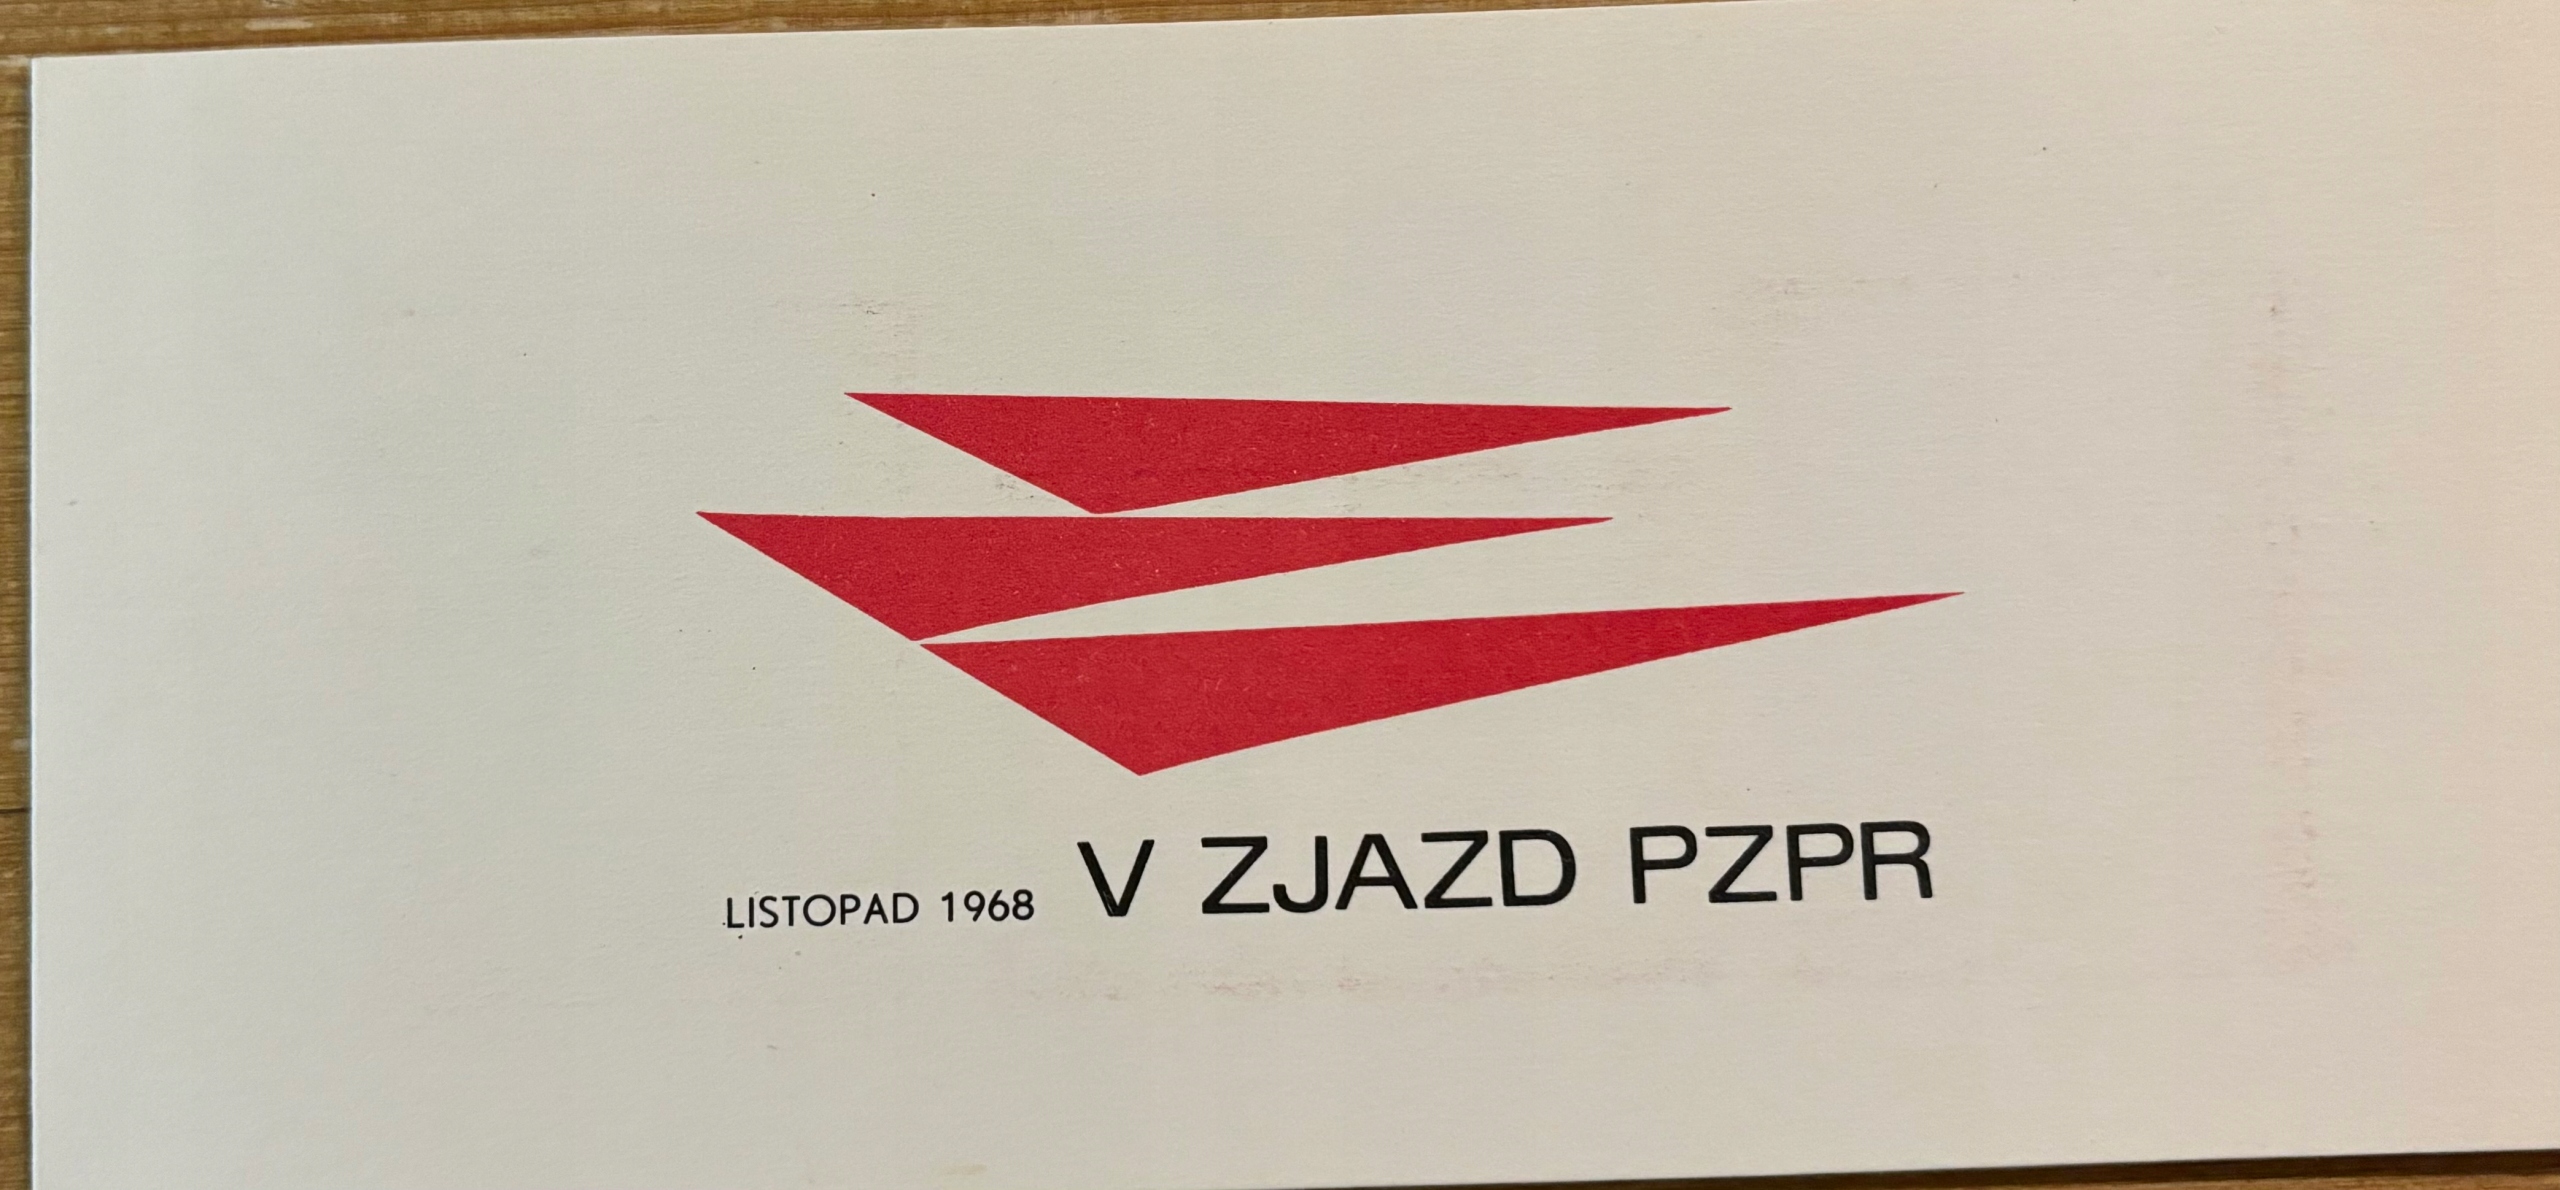 LISTOPAD 1968 V ZJAZD PZPR